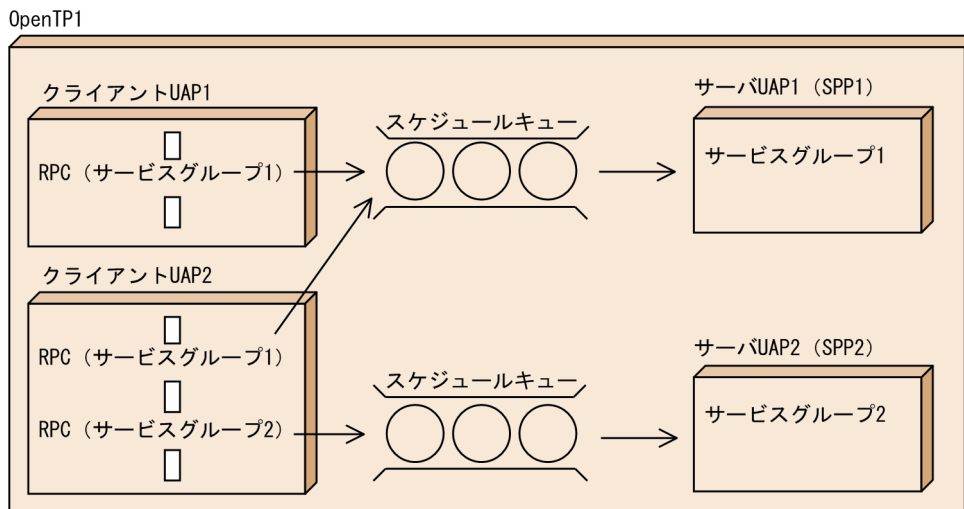 OpenTP1
クライアントUAP1
RPC（サービスグループ1）
スケジュールキュー
サーバUAP1（SPP1）
サービスグループ1
クライアントUAP2
RPC（サービスグループ1）
RPC（サービスグループ2）
スケジュールキュー
サーバUAP2（SPP2）
サービスグループ2